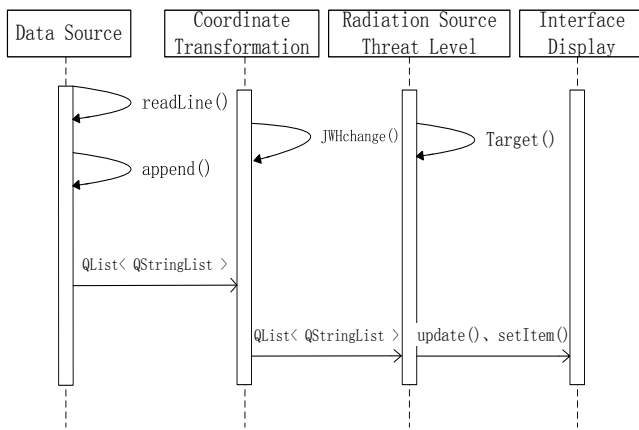 Data Source
Coordinate
Transformation
Radiation Source
Threat Level
Interface
Display
readLine()
JWHchange()
Target()
append()
QList< QStringList >
QList< QStringList >
update()、setItem()